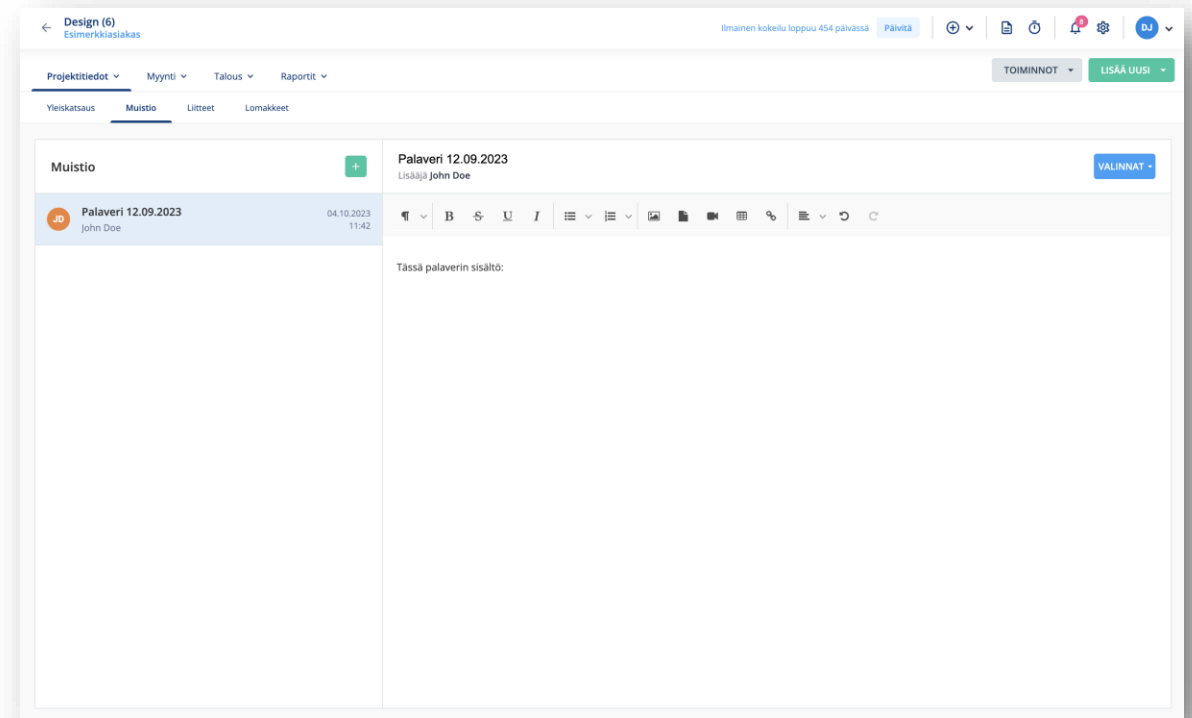 Design (6)
Esimerkkiasiakas
Ilmainen kokeilu loppuu 454 päivässä
Päivitä
8
DJ
Projektitiedot
Myynti
Talous
Raportit
TOIMINNOT
LISÄÄ UUSI
Yleiskatsaus
Muistio
Liitteet
Lomakkeet
Muistio
+
Palaveri 12.09.2023
Lisääjä John Doe
VALINNAT
JD
Palaveri 12.09.2023
04.10.2023
John Doe
11:42
¶ B S U I
Tässä palaverin sisältö: